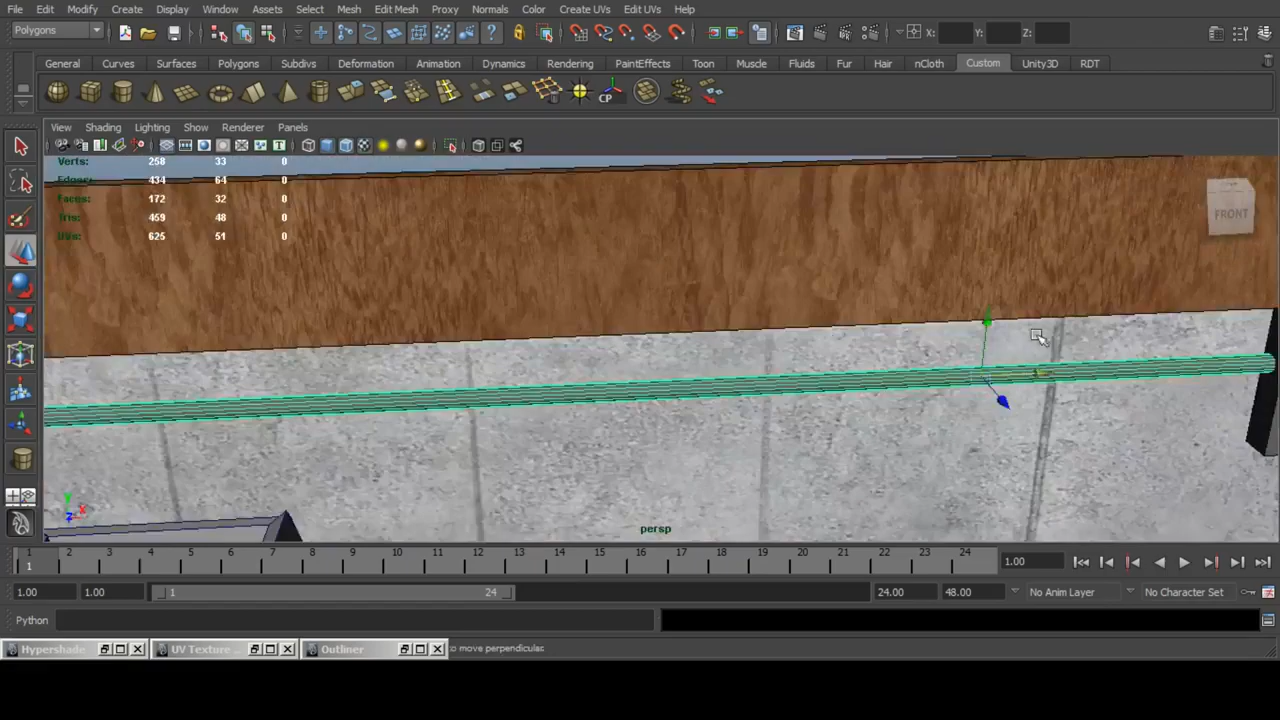 File Edit Modify Create Display Window Assets Select Mesh Edit Mesh Proxy Normals Color Create UVs Edit UVs Help
Polygons X: Y: Z:
General Curves Surfaces Polygons Subdivs Deformation Animation Dynamics Rendering PaintEffects Toon Muscle Fluids Fur Hair nCloth Custom Unity3D RDT
CP
View Shading Lighting Show Renderer Panels
Verts: 258 33 0
Edges: 434 64 0
Faces: 172 32 0
Tris: 459 48 0
UVs: 625 51 0
FRONT
Y
Z X
persp
1 2 3 4 5 6 7 8 9 10 11 12 13 14 15 16 17 18 19 20 21 22 23 24
1 1.00
1.00 1.00 1 24 24.00 48.00 No Anim Layer No Character Set
Python
Hypershade UV Texture ... Outliner to move perpendicular.